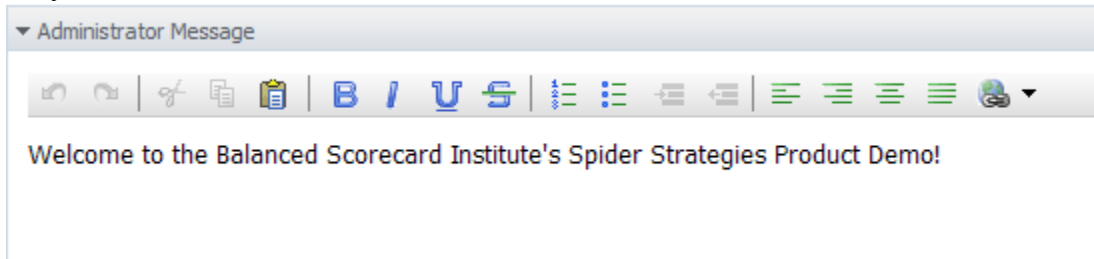 Administrator Message
B I U S
Welcome to the Balanced Scorecard Institute's Spider Strategies Product Demo!